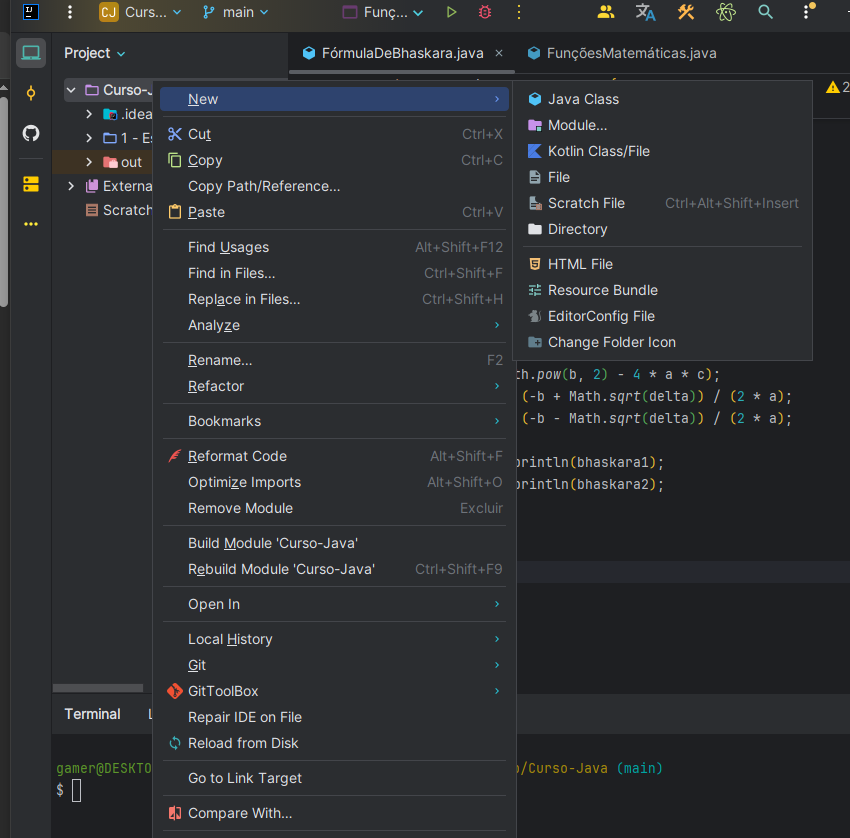 IJ
CJ Curs... main Funç...
Project
FórmulaDeBhaskara.java
FunçõesMatemáticas.java
2
Curso-J
.idea
1 - Es
out
Externa
Scratch
New
Cut Ctrl+X
Copy Ctrl+C
Copy Path/Reference...
Paste Ctrl+V
Find Usages Alt+Shift+F12
Find in Files... Ctrl+Shift+F
Replace in Files... Ctrl+Shift+H
Analyze
Rename... F2
Refactor
Bookmarks
Reformat Code Alt+Shift+F
Optimize Imports Alt+Shift+O
Remove Module Excluir
Build Module 'Curso-Java'
Rebuild Module 'Curso-Java' Ctrl+Shift+F9
Open In
Local History
Git
GitToolBox
Repair IDE on File
Reload from Disk
Go to Link Target
Compare With...
Java Class
Module...
Kotlin Class/File
File
Scratch File Ctrl+Alt+Shift+Insert
Directory
HTML File
Resource Bundle
EditorConfig File
Change Folder Icon
th.pow(b, 2) - 4 * a * c);
(-b + Math.sqrt(delta)) / (2 * a);
(-b - Math.sqrt(delta)) / (2 * a);
println(bhaskara1);
println(bhaskara2);
Terminal L
gamer@DESKTO
o/Curso-Java (main)
$